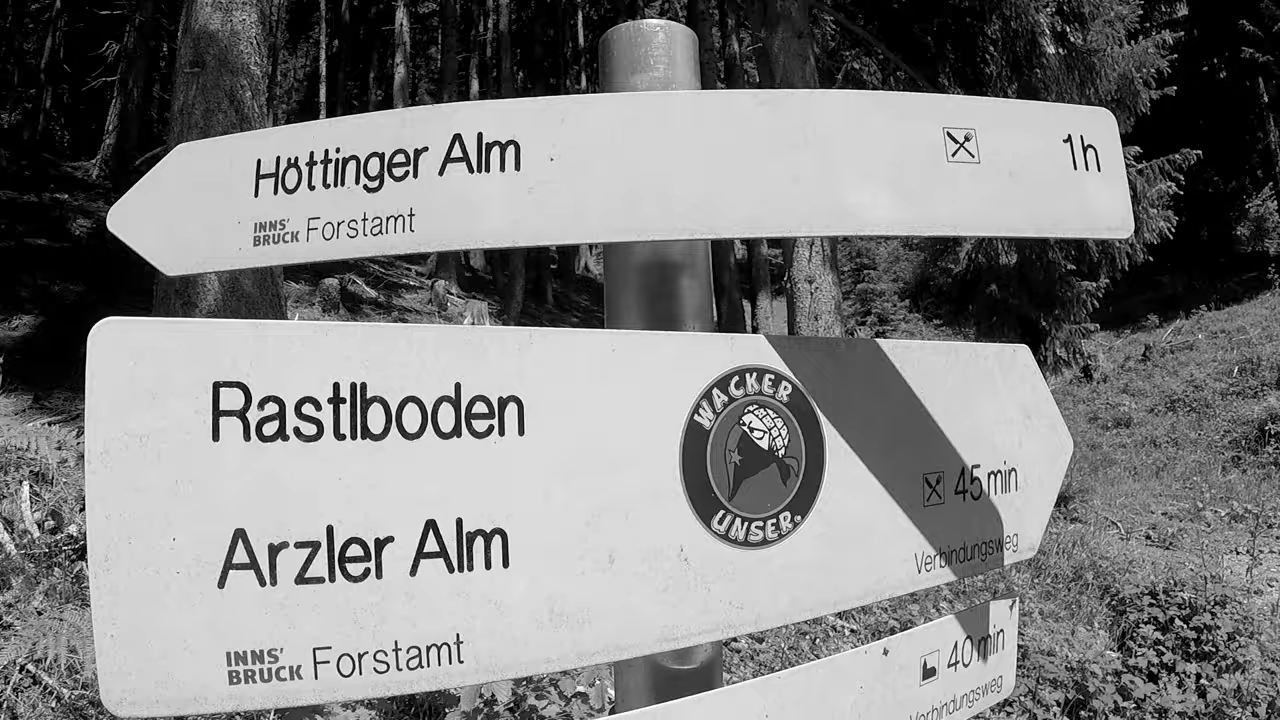 Höttinger Alm
1h
INNS'
BRUCK Forstamt
Rastlboden
WACKER
UNSER.
45 min
Arzler Alm
Verbindungsweg
INNS'
BRUCK Forstamt
40 min
Verbindungsweg